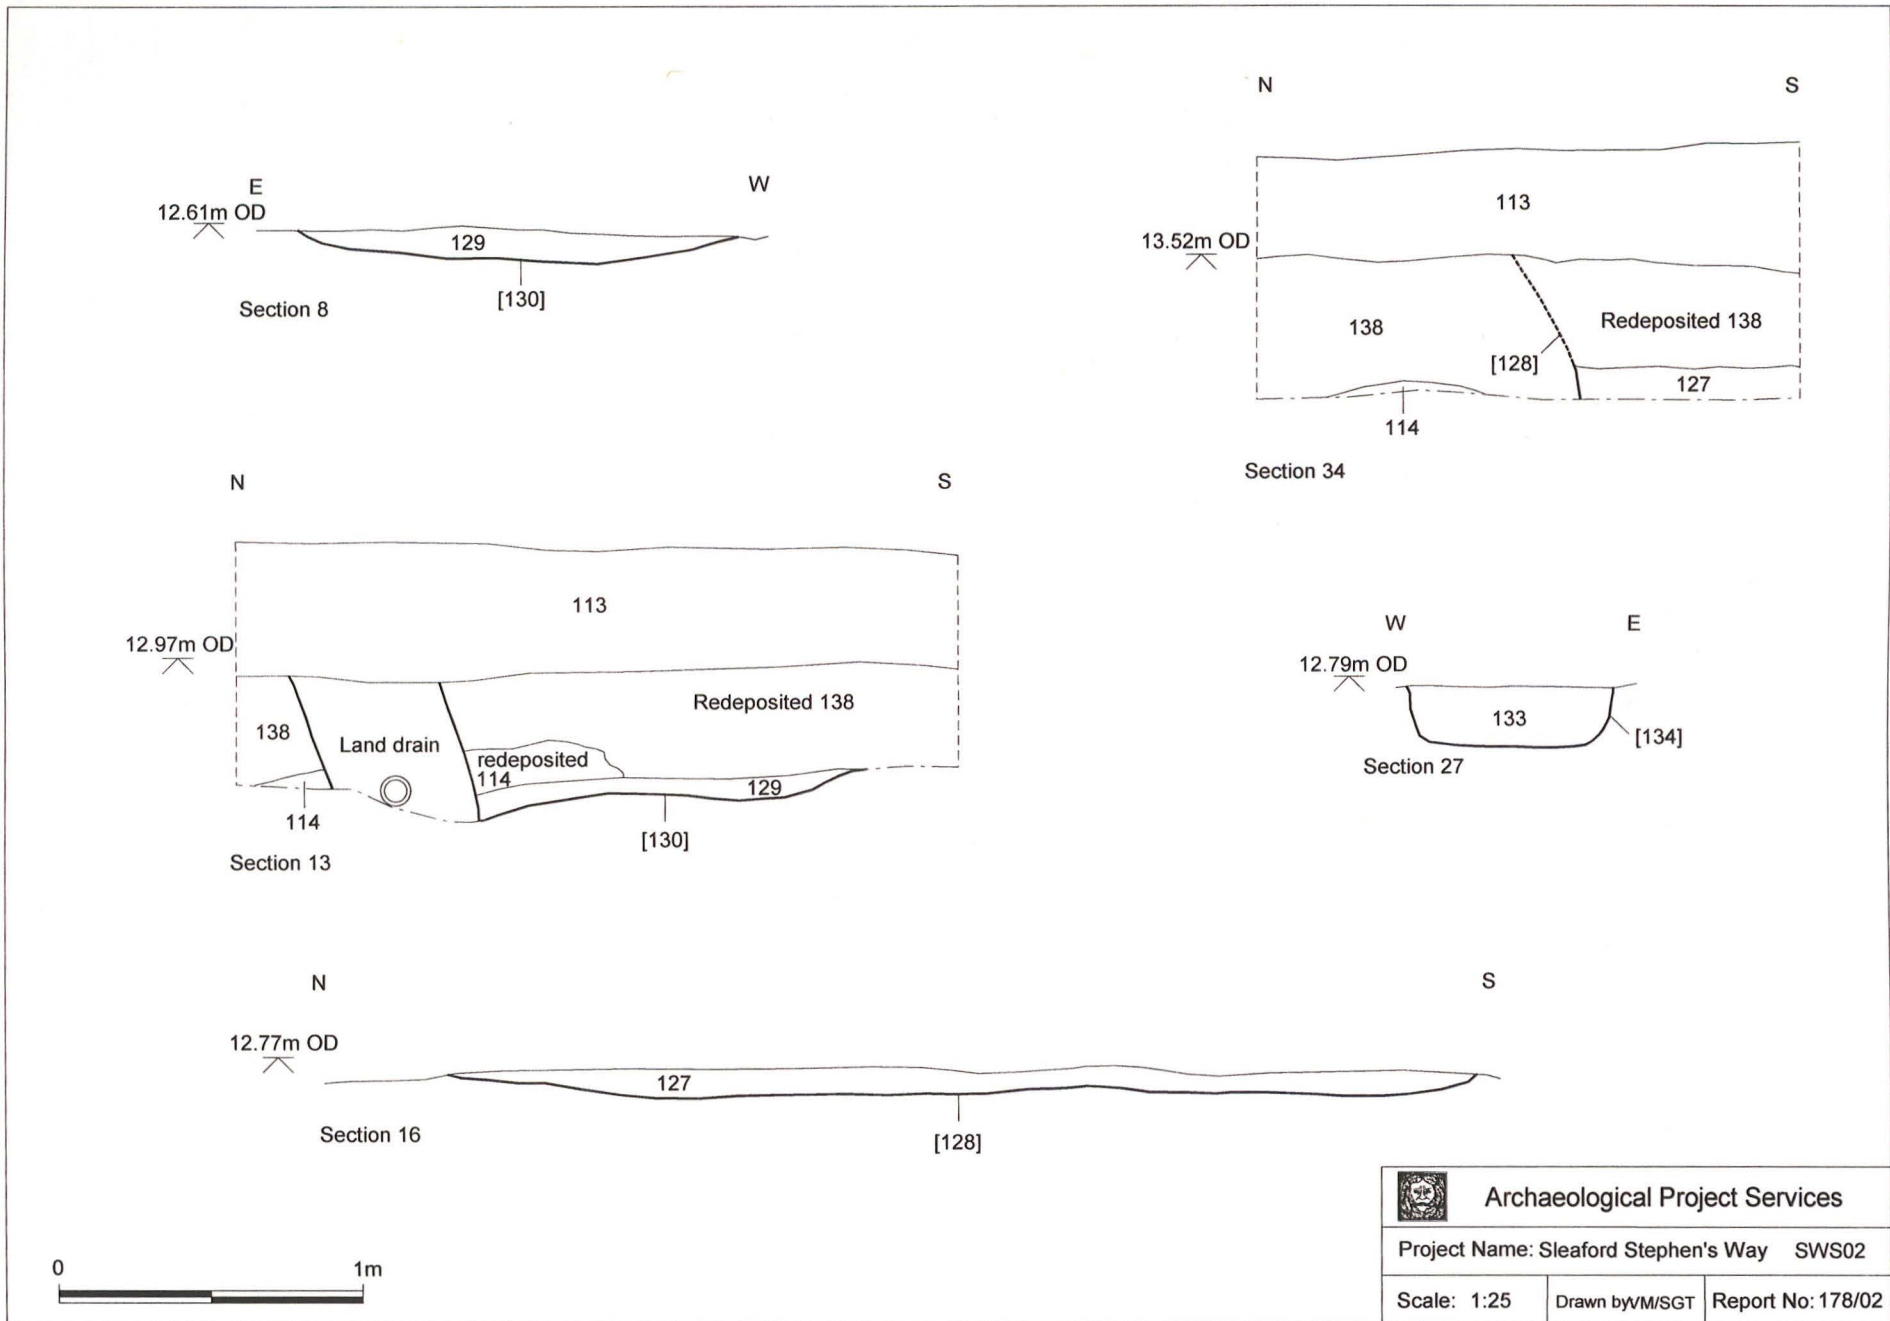 E
W
12.61m OD
129
[130]
Section 8
N
S
113
13.52m OD
138
Redeposited 138
[128]
127
114
Section 34
N
S
113
12.97m OD
Redeposited 138
138
Land drain
redeposited
114
129
114
[130]
Section 13
W
E
12.79m OD
133
[134]
Section 27
N
S
12.77m OD
127
[128]
Section 16
0
1m
Archaeological Project Services
Project Name: Sleaford Stephen's Way SWS02
Scale: 1:25
Drawn byVM/SGT
Report No: 178/02